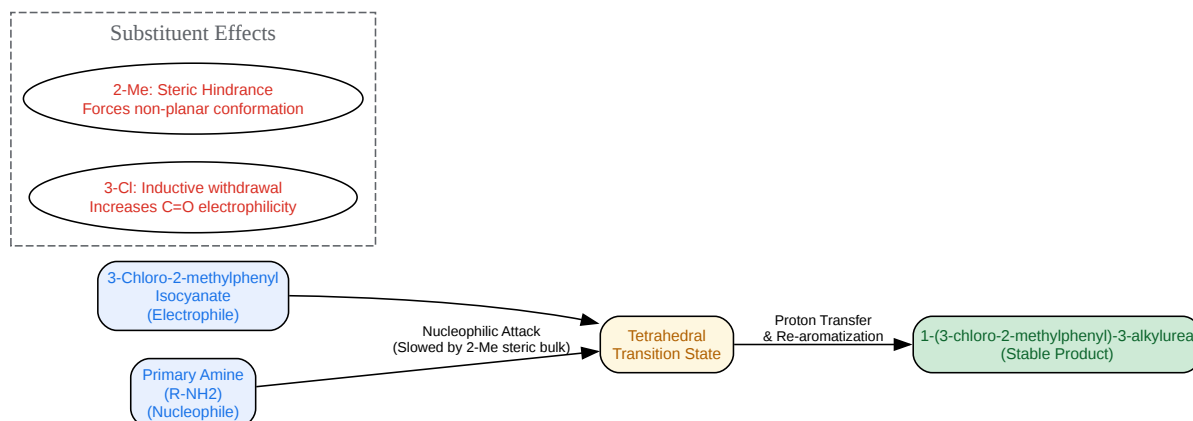 Substituent Effects
2-Me: Steric Hindrance
Forces non-planar conformation
3-Cl: Inductive withdrawal
Increases C=O electrophilicity
3-Chloro-2-methylphenyl
Isocyanate
(Electrophile)
Primary Amine
(R-NH2)
(Nucleophile)
Nucleophilic Attack
(Slowed by 2-Me steric bulk)
Tetrahedral
Transition State
Proton Transfer
& Re-aromatization
1-(3-chloro-2-methylphenyl)-3-alkylurea
(Stable Product)